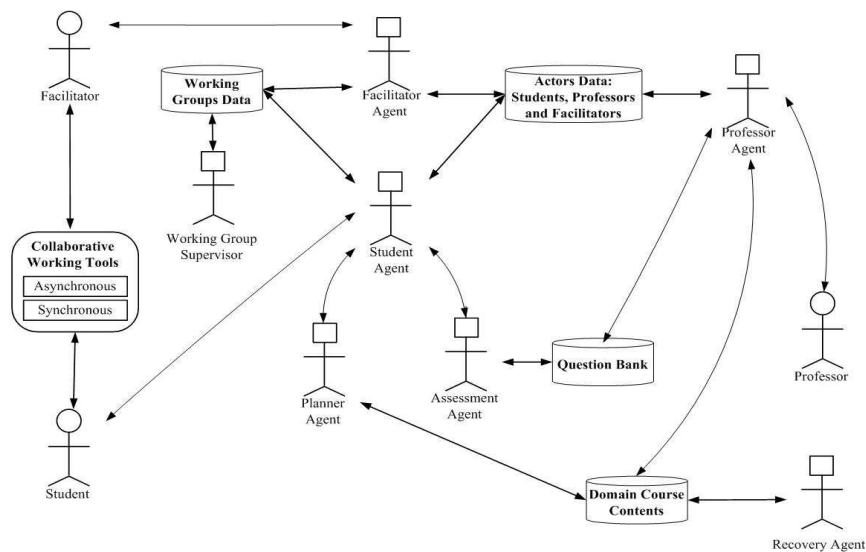 Facilitator
Working
Groups Data
Facilitator
Agent
Actors Data:
Students, Professors
and Facilitators
Professor
Agent
Working Group
Supervisor
Student
Agent
Collaborative
Working Tools
Asynchronous
Synchronous
Planner
Agent
Assessment
Agent
Question Bank
Professor
Student
Domain Course
Contents
Recovery Agent